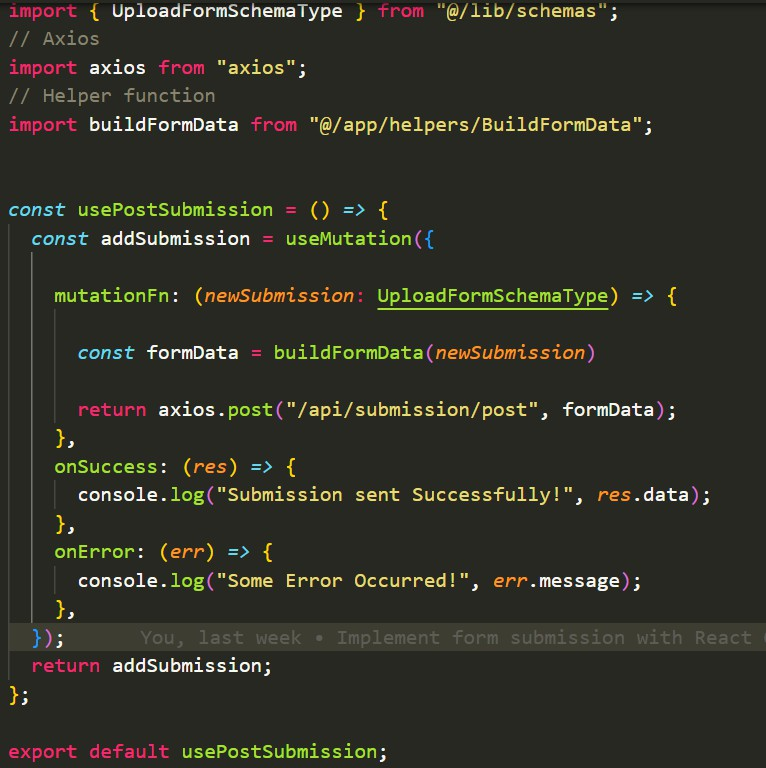 import { UploadFormSchemaType } from "@/lib/schemas";
// Axios
import axios from "axios";
// Helper function
import buildFormData from "@/app/helpers/BuildFormData";
const usePostSubmission = () => {
const addSubmission = useMutation({
mutationFn: (newSubmission: UploadFormSchemaType) => {
const formData = buildFormData(newSubmission)
return axios.post("/api/submission/post", formData);
},
onSuccess: (res) => {
console.log("Submission sent Successfully!", res.data);
},
onError: (err) => {
console.log("Some Error Occurred!", err.message);
},
}); You, last week • Implement form submission with React
return addSubmission;
};
export default usePostSubmission;